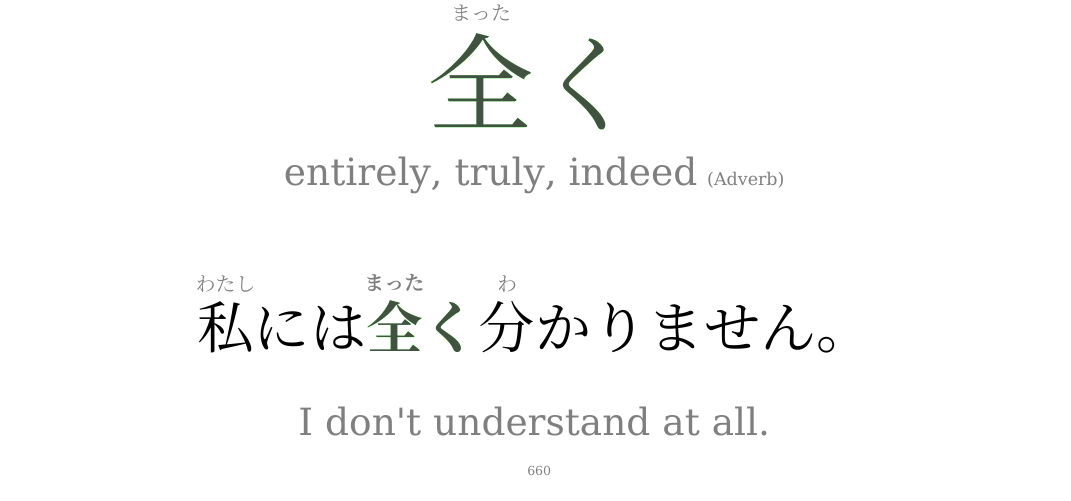 まった
全く
entirely, truly, indeed (Adverb)
わたし まった わ
私には全く分かりません。
I don't understand at all.
660